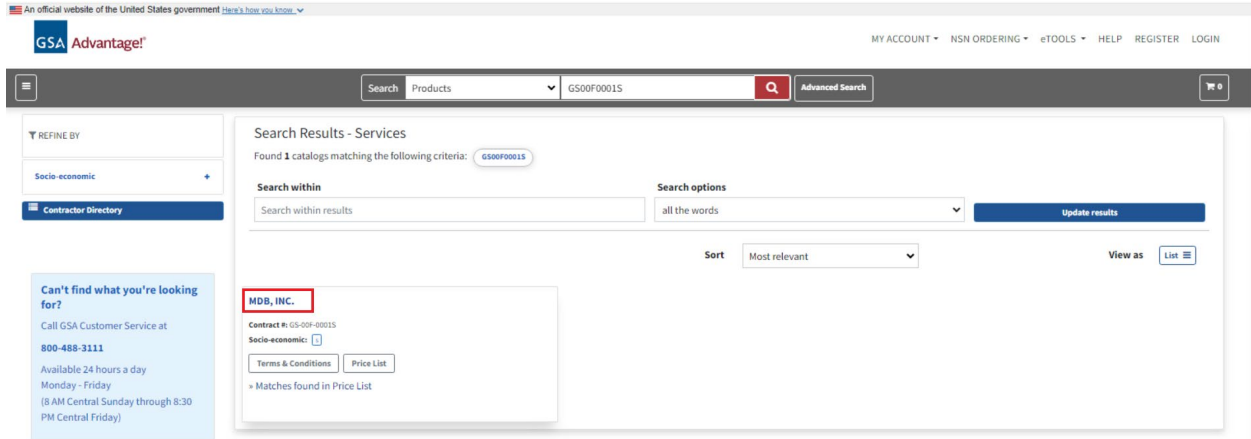 An official website of the United States government Here's how you know
GSA Advantage!®
MY ACCOUNT NSN ORDERING eTOOLS HELP REGISTER LOGIN
Search Products GS00F0001S Advanced Search 0
REFINE BY
Socio-economic +
Contractor Directory
Can't find what you're looking
for?
Call GSA Customer Service at
800-488-3111
Available 24 hours a day
Monday - Friday
(8 AM Central Sunday through 8:30
PM Central Friday)
Search Results - Services
Found 1 catalogs matching the following criteria: GS00F0001S
Search within Search options
Search within results all the words Update results
Sort Most relevant View as List
MDB, INC.
Contract #: GS-00F-0001S
Socio-economic: s
Terms & Conditions Price List
» Matches found in Price List